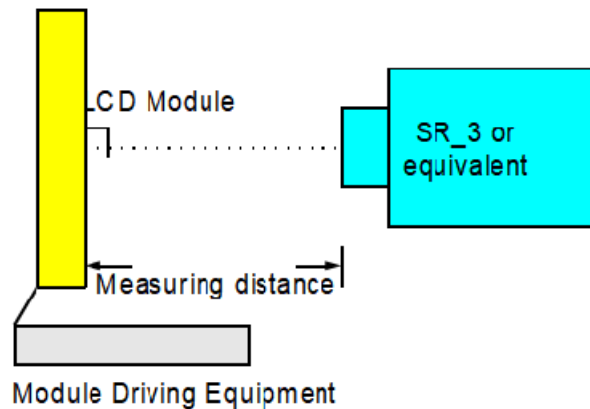 LCD Module
SR_3 or
equivalent
Measuring distance
Module Driving Equipment